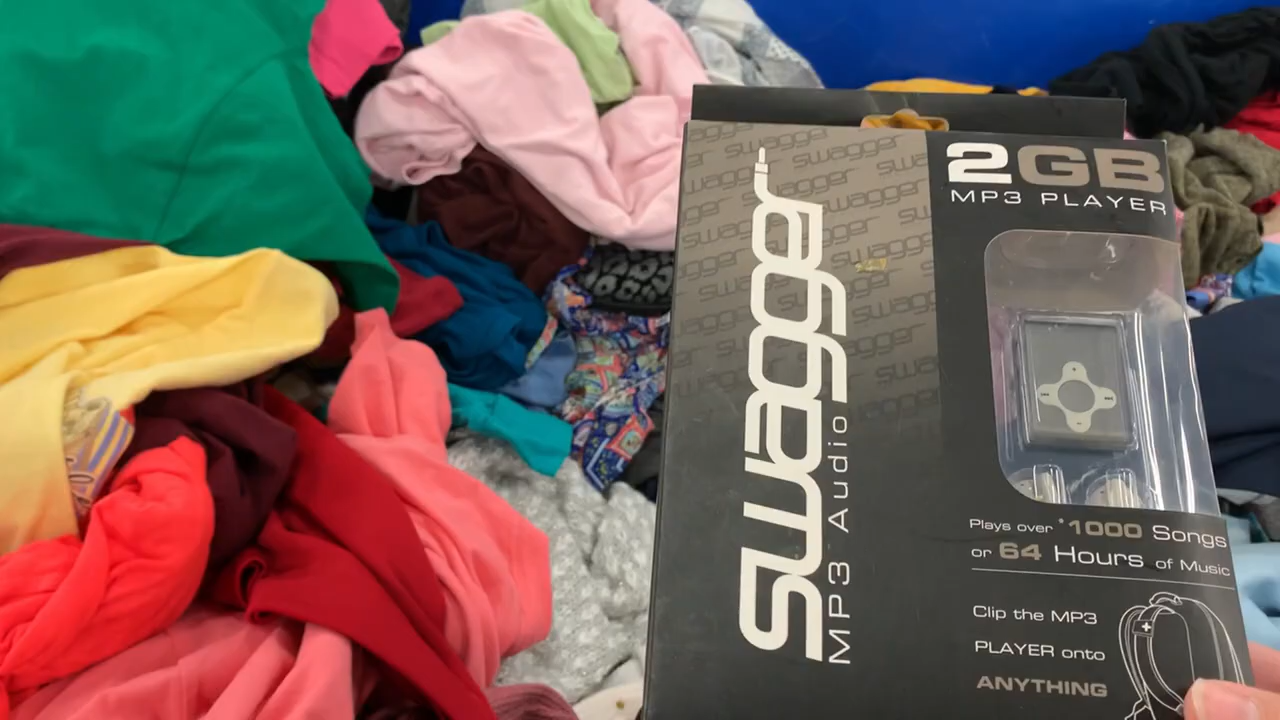 2GB
MP3 PLAYER
swagger
MP3 Audio
Plays over *1000 Songs
or 64 Hours of Music
Clip the MP3
PLAYER onto
ANYTHING